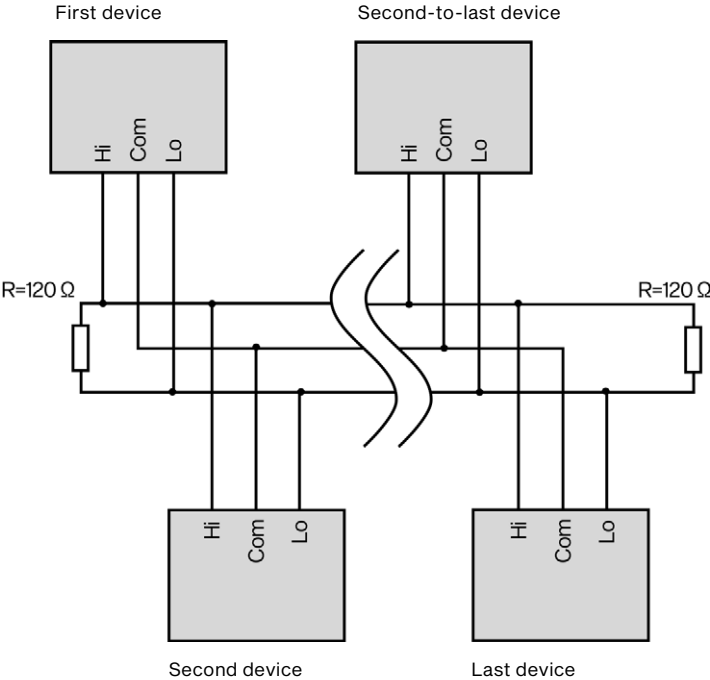 First device
Second-to-last device
Hi
Com
Lo
Hi
Com
Lo
R=120 Ω
R=120 Ω
Hi
Com
Lo
Hi
Com
Lo
Second device
Last device